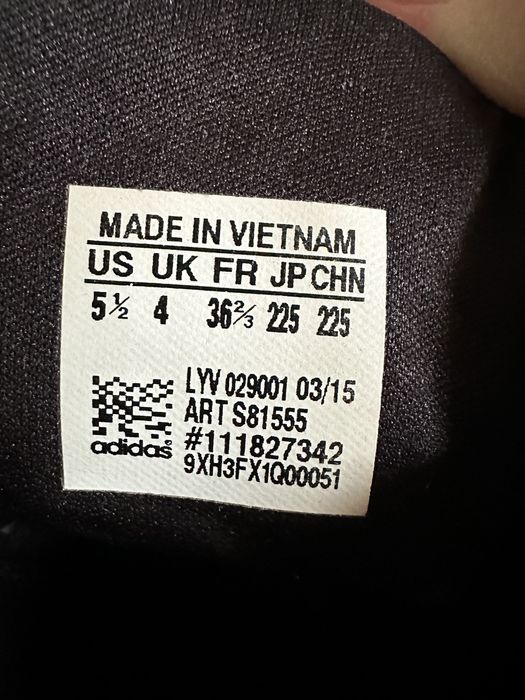 MADE IN VIETNAM
US UK FR JP CHN
5½ 4 36⅔ 225 225
LYV 029001 03/15
ART S81555
#111827342
9XH3FX1Q00051
adidas